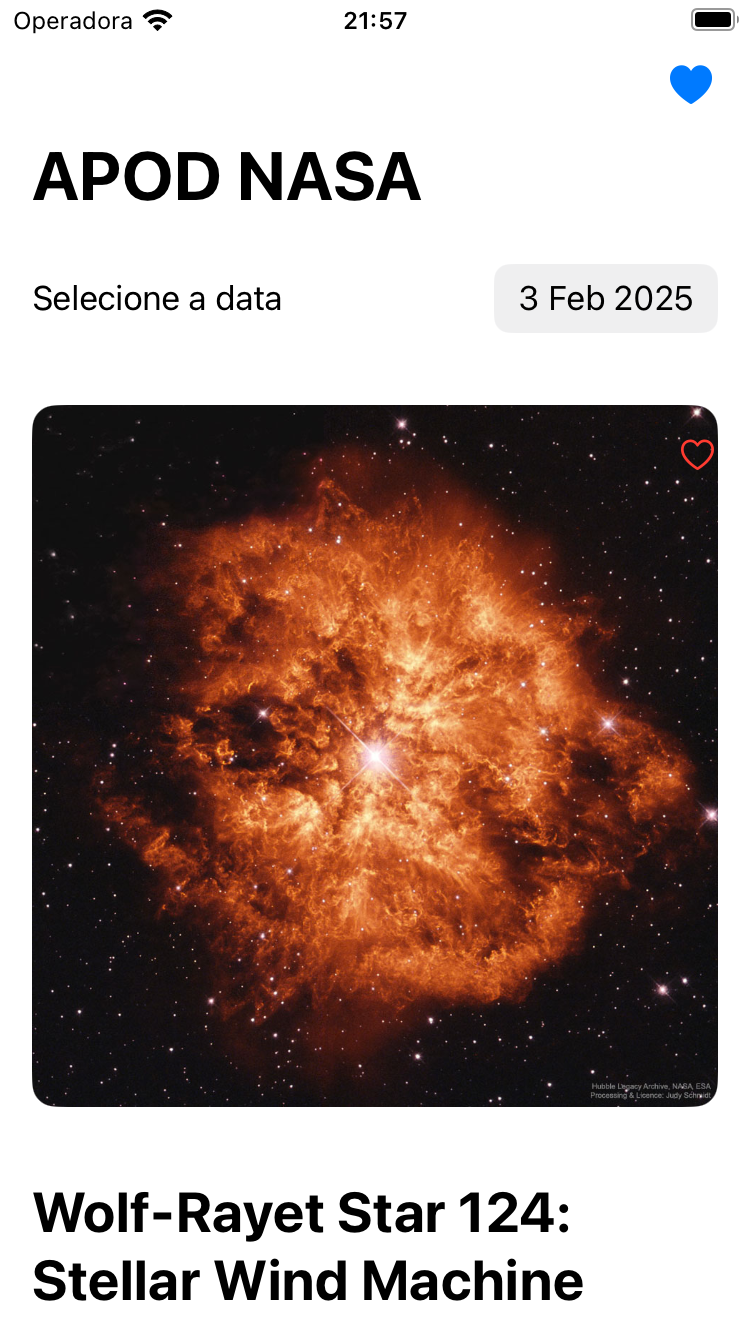 Operadora 21:57
APOD NASA
Selecione a data 3 Feb 2025
Hubble Legacy Archive, NASA, ESA
Processing & Licence: Judy Schmidt
Wolf-Rayet Star 124:
Stellar Wind Machine